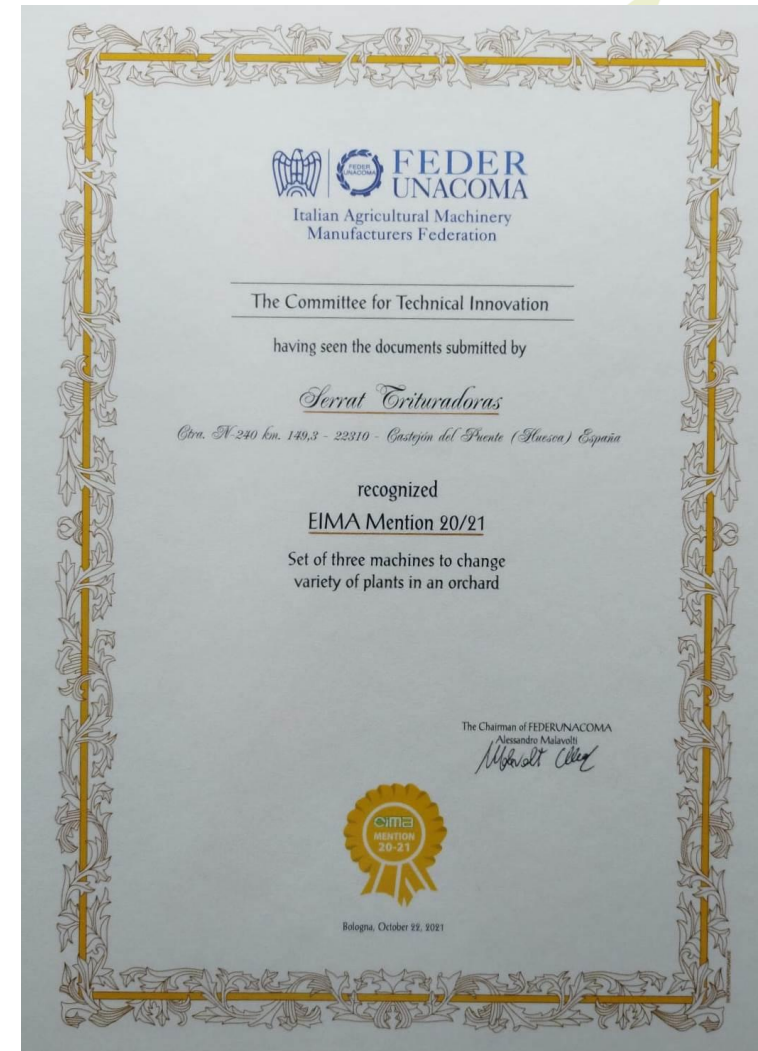 FEDER
UNACOMA
FEDER
UNACOMA
Italian Agricultural Machinery
Manufacturers Federation
The Committee for Technical Innovation
having seen the documents submitted by
Serrat Trituradoras
Ctra. N-240 km. 149,3 - 22310 - Castejón del Puente (Huesca) España
recognized
EIMA Mention 20/21
Set of three machines to change
variety of plants in an orchard
The Chairman of FEDERUNACOMA
Alessandro Malavolti
eima
MENTION
20-21
Bologna, October 22, 2021